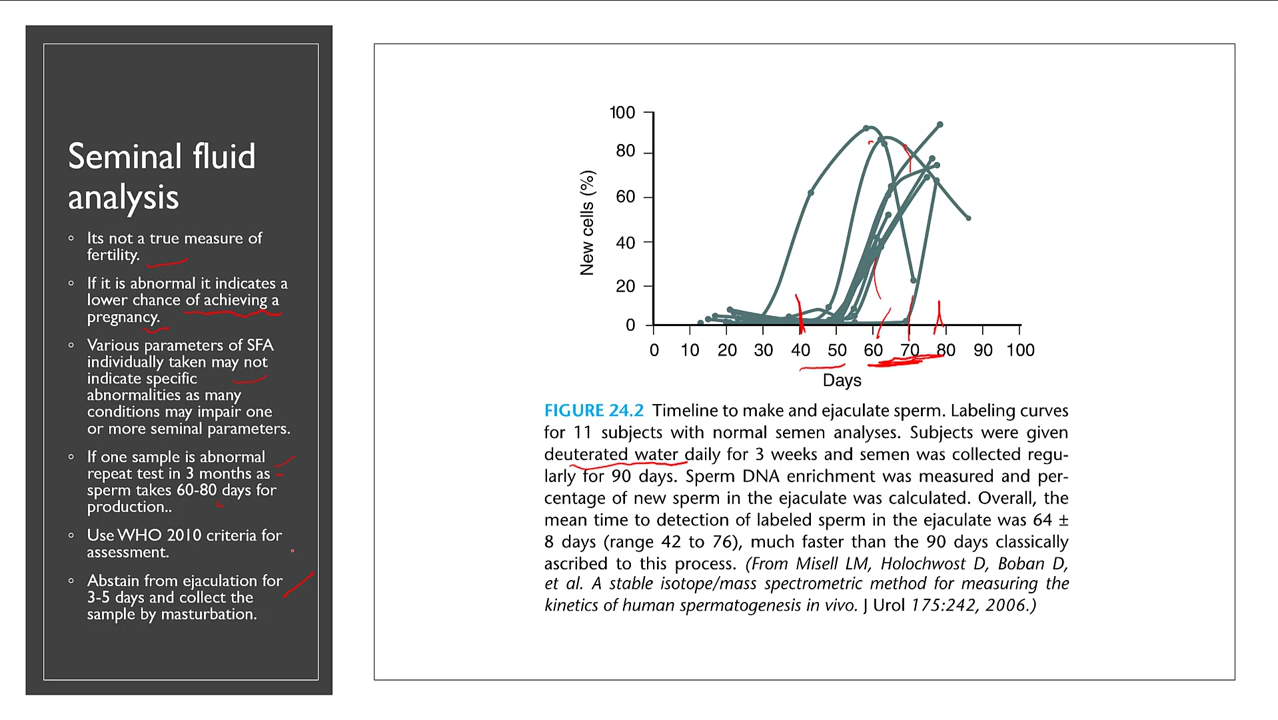 Seminal fluid
analysis
Its not a true measure of
fertility.
If it is abnormal it indicates a
lower chance of achieving a
pregnancy.
Various parameters of SFA
individually taken may not
indicate specific
abnormalities as many
conditions may impair one
or more seminal parameters.
If one sample is abnormal
repeat test in 3 months as
sperm takes 60-80 days for
production..
Use WHO 2010 criteria for
assessment.
Abstain from ejaculation for
3-5 days and collect the
sample by masturbation.
100
80
60
40
20
0
New cells (%)
0 10 20 30 40 50 60 70 80 90 100
Days
FIGURE 24.2 Timeline to make and ejaculate sperm. Labeling curves
for 11 subjects with normal semen analyses. Subjects were given
deuterated water daily for 3 weeks and semen was collected regu-
larly for 90 days. Sperm DNA enrichment was measured and per-
centage of new sperm in the ejaculate was calculated. Overall, the
mean time to detection of labeled sperm in the ejaculate was 64 ±
8 days (range 42 to 76), much faster than the 90 days classically
ascribed to this process. (From Misell LM, Holochwost D, Boban D,
et al. A stable isotope/mass spectrometric method for measuring the
kinetics of human spermatogenesis in vivo. J Urol 175:242, 2006.)